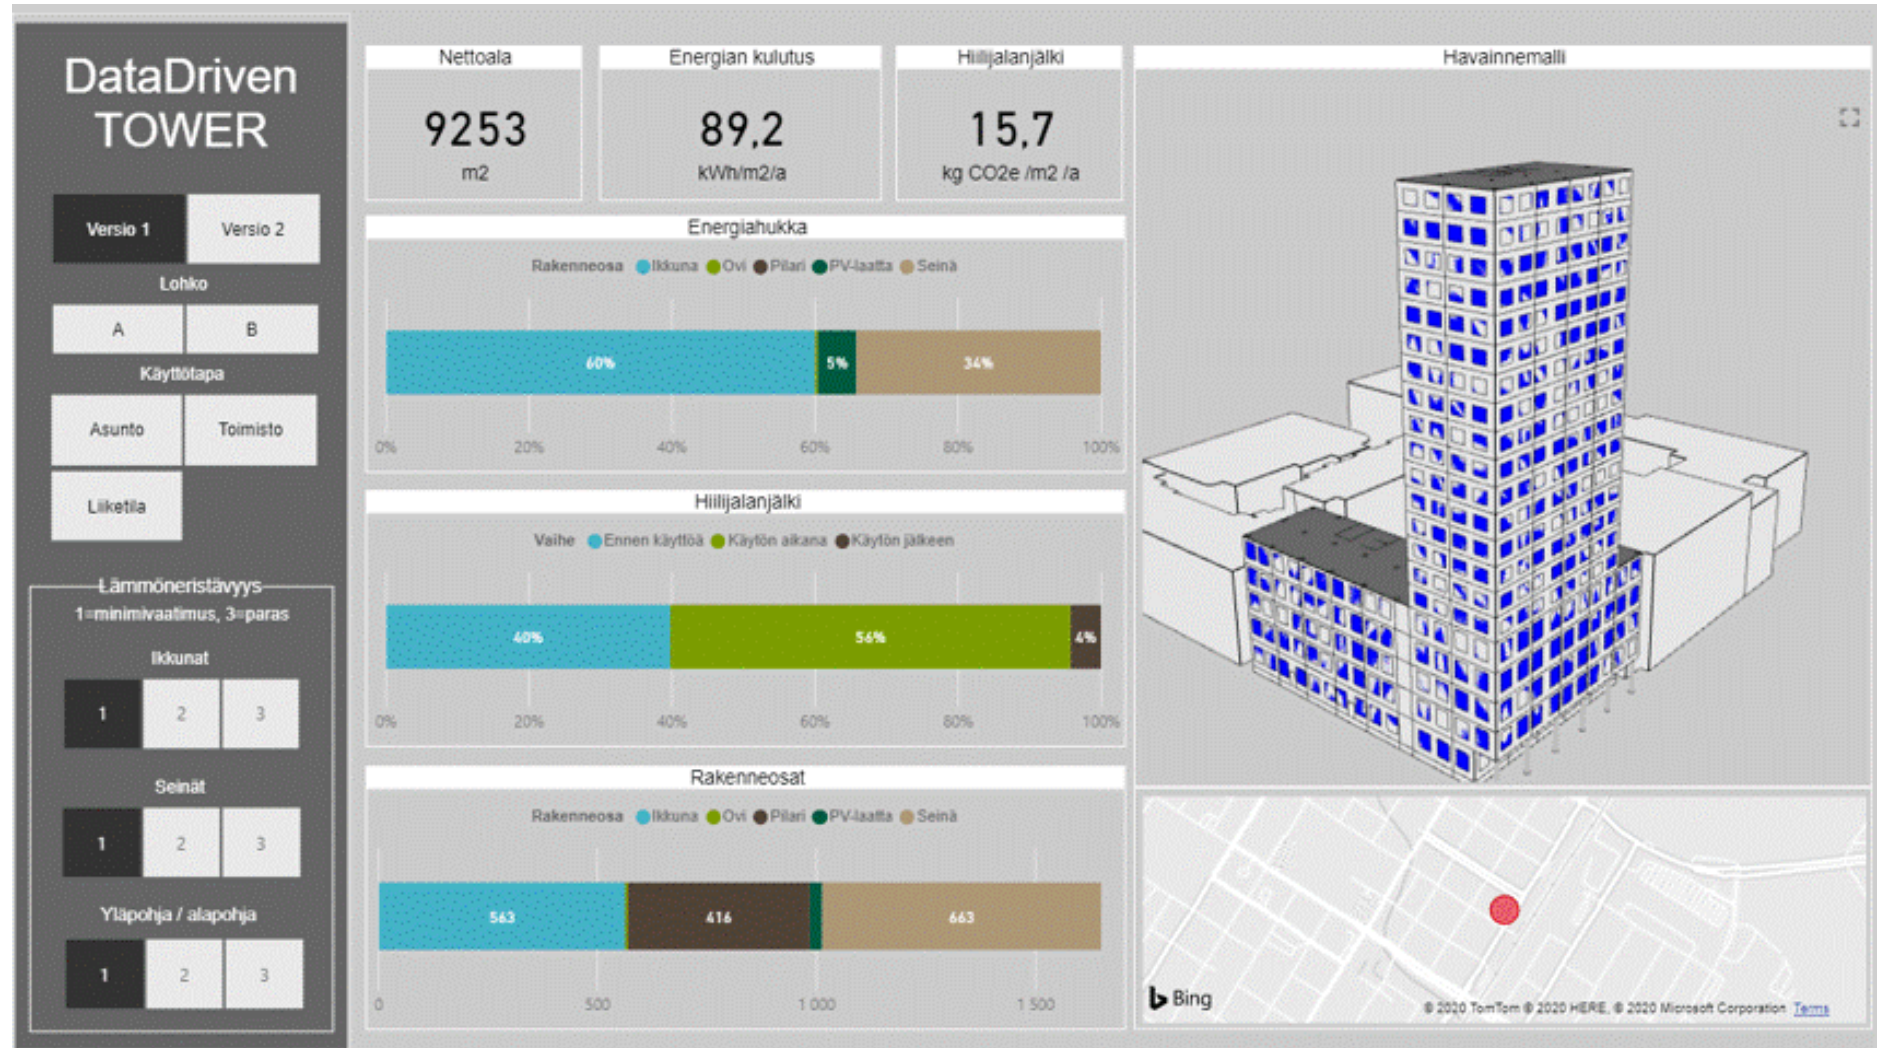 DataDriven
TOWER
Versio 1
Versio 2
Lohko
A
B
Käyttötapa
Asunto
Toimisto
Liiketila
Lämmöneristävyys
1=minimivaatimus, 3=paras
Ikkunat
1
2
3
Seinät
1
2
3
Yläpohja / alapohja
1
2
3
Nettoala
9253
m2
Energian kulutus
89,2
kWh/m2/a
Hiilijalanjälki
15,7
kg CO2e /m2 /a
Energiahukka
Rakenneosa Ikkuna Ovi Pilari PV-laatta Seinä
60% 5% 34%
0% 20% 40% 60% 80% 100%
Hiilijalanjälki
Vaihe Ennen käyttöä Käytön aikana Käytön jälkeen
40% 56% 4%
0% 20% 40% 60% 80% 100%
Rakenneosat
Rakenneosa Ikkuna Ovi Pilari PV-laatta Seinä
563 416 663
0 500 1 000 1 500
Havainnemalli
Bing
© 2020 TomTom © 2020 HERE, © 2020 Microsoft Corporation Terms